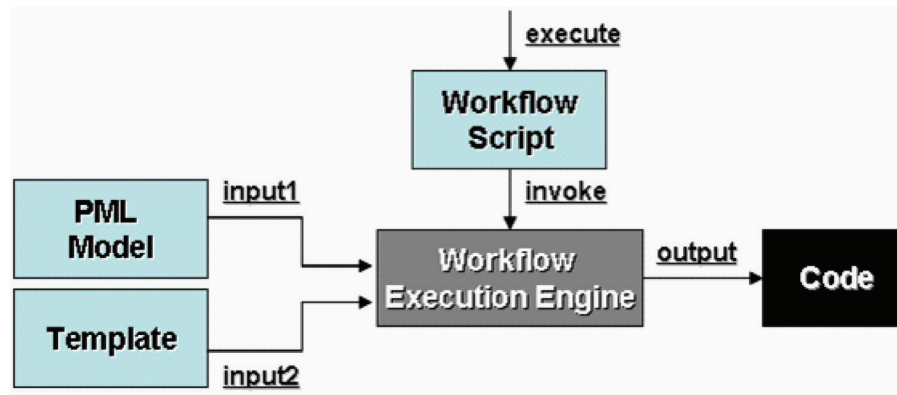 execute
Workflow
Script
input1
invoke
PML
Model
Workflow
Execution Engine
output
Code
Template
input2